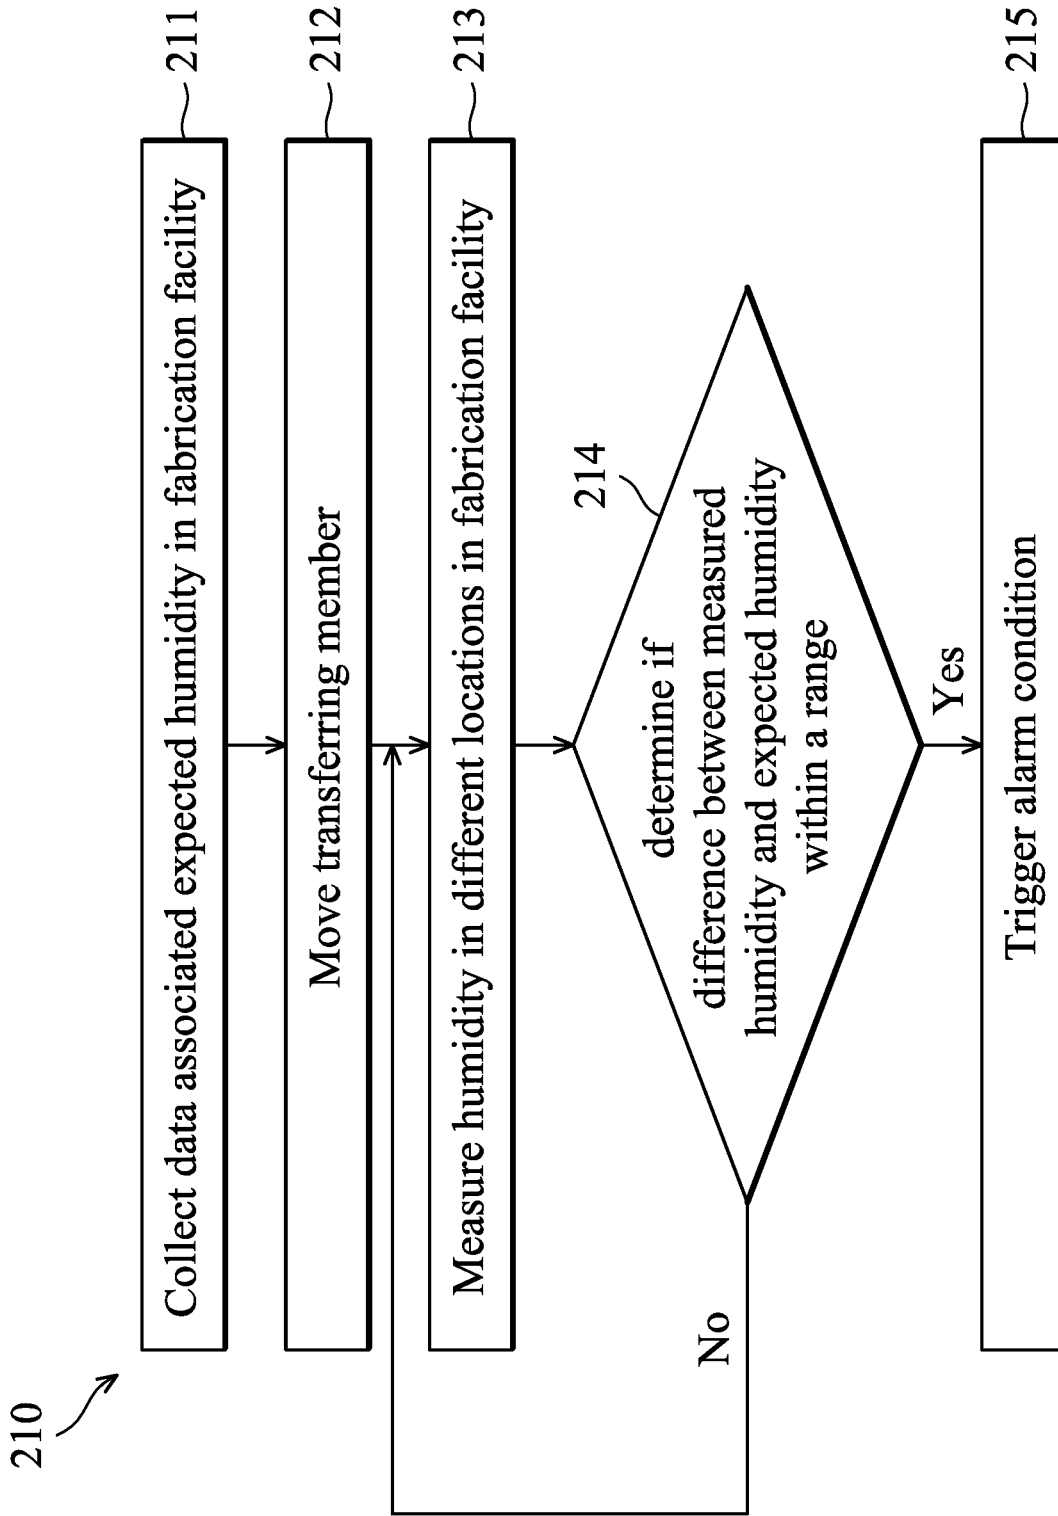 210
Collect data associated expected humidity in fabrication facility
211
Move transferring member
212
Measure humidity in different locations in fabrication facility
213
determine if
difference between measured
humidity and expected humidity
within a range
214
No
Yes
Trigger alarm condition
215